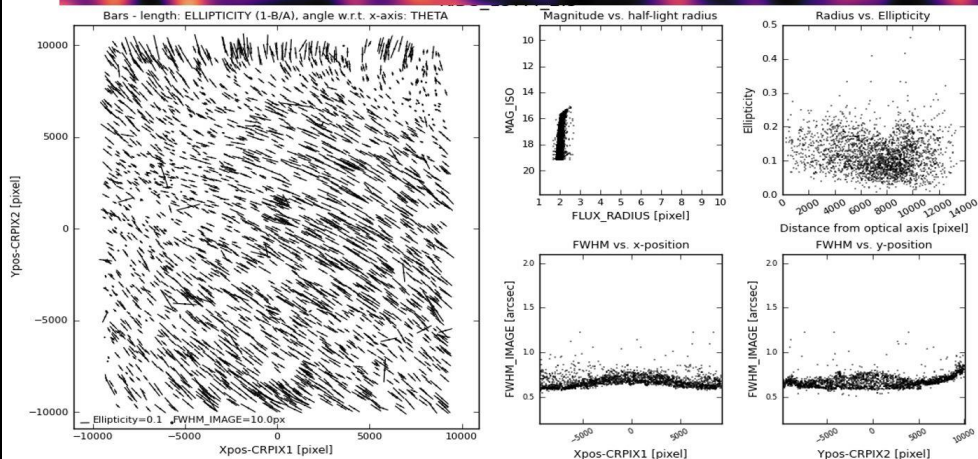 Bars - length: ELLIPTICITY (1-B/A), angle w.r.t. x-axis: THETA
10000
5000
0
−5000
−10000
Ypos-CRPIX2 [pixel]
Ellipticity=0.1 FWHM_IMAGE=10.0px
−10000 −5000 0 5000 10000
Xpos-CRPIX1 [pixel]
Magnitude vs. half-light radius
10
12
14
16
18
20
MAG_ISO
1 2 3 4 5 6 7 8 9 10
FLUX_RADIUS [pixel]
Radius vs. Ellipticity
0.5
0.4
0.3
0.2
0.1
0.0
Ellipticity
0 2000 4000 6000 8000 10000 12000 14000
Distance from optical axis [pixel]
FWHM vs. x-position
2.0
1.5
1.0
0.5
FWHM_IMAGE [arcsec]
−5000 0 5000
Xpos-CRPIX1 [pixel]
FWHM vs. y-position
2.0
1.5
1.0
0.5
FWHM_IMAGE [arcsec]
−5000 0 5000 10000
Ypos-CRPIX2 [pixel]